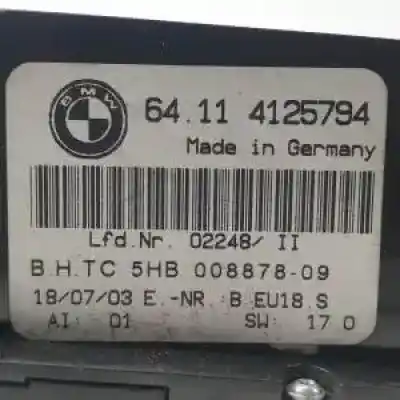 BMW
64.11 4125794
Made in Germany
Lfd.Nr. 02248/ II
B.H.TC 5HB 008878-09
18/07/03 E.-NR. B.EU18.S
AI: 01 SW: 17 0